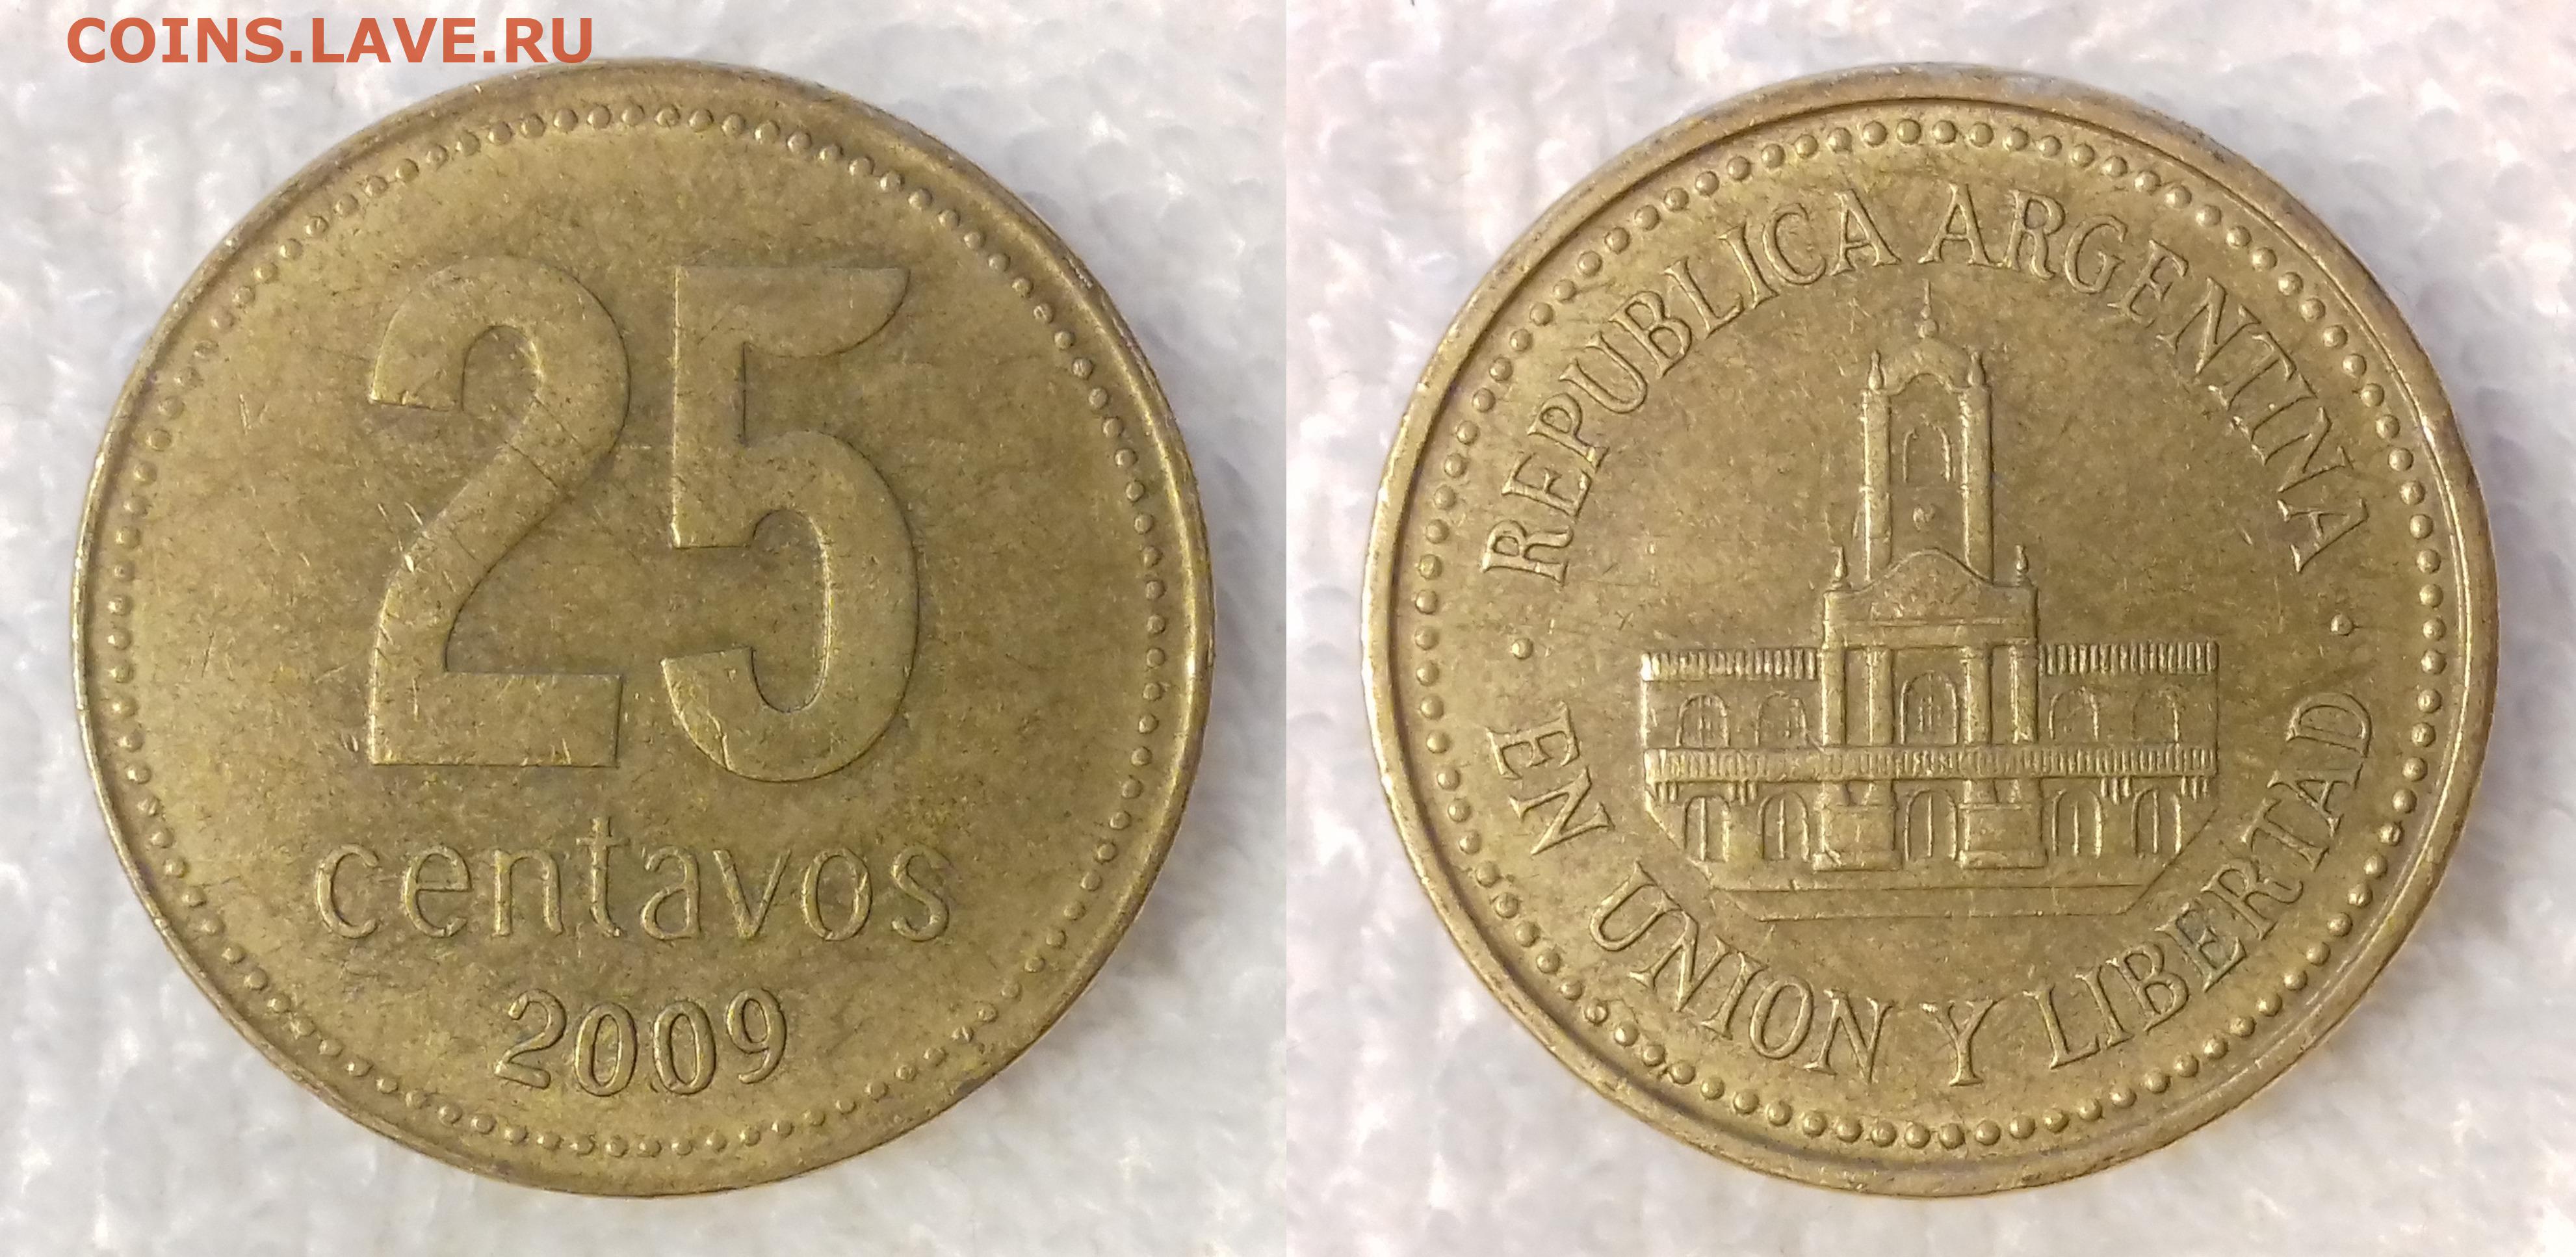 COINS.LAVE.RU
25
centavos
2009
REPUBLICA ARGENTINA
· EN UNION Y LIBERTAD ·